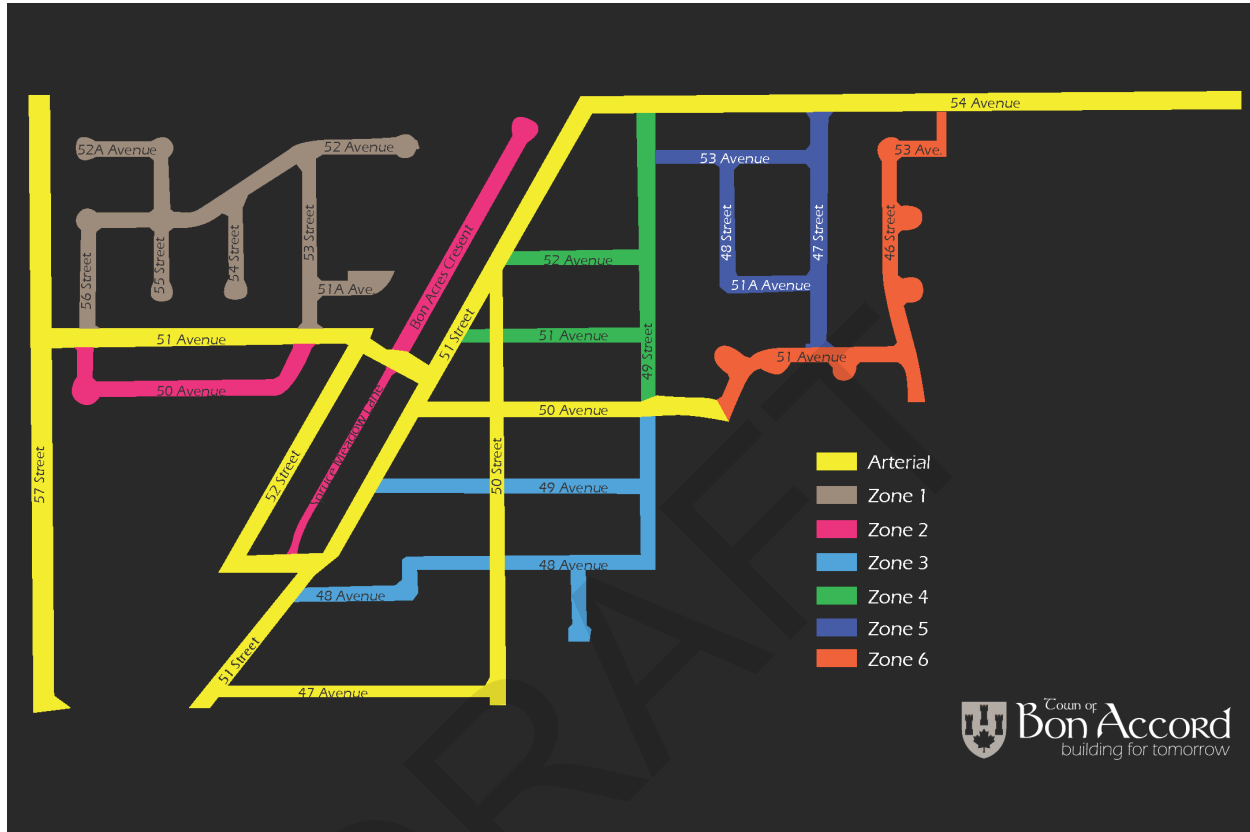 54 Avenue
52A Avenue
52 Avenue
53 Avenue
53 Ave.
56 Street
55 Street
54 Street
53 Street
51A Ave.
Bon Acres Cresent
52 Avenue
48 Street
47 Street
46 Street
51A Avenue
51 Avenue
51 Street
51 Avenue
49 Street
51 Avenue
50 Avenue
50 Avenue
57 Street
52 Street
Spruce Meadow Lane
50 Street
49 Avenue
48 Avenue
48 Avenue
51 Street
47 Avenue
Arterial
Zone 1
Zone 2
Zone 3
Zone 4
Zone 5
Zone 6
Town of
Bon Accord
building for tomorrow
DRAFT